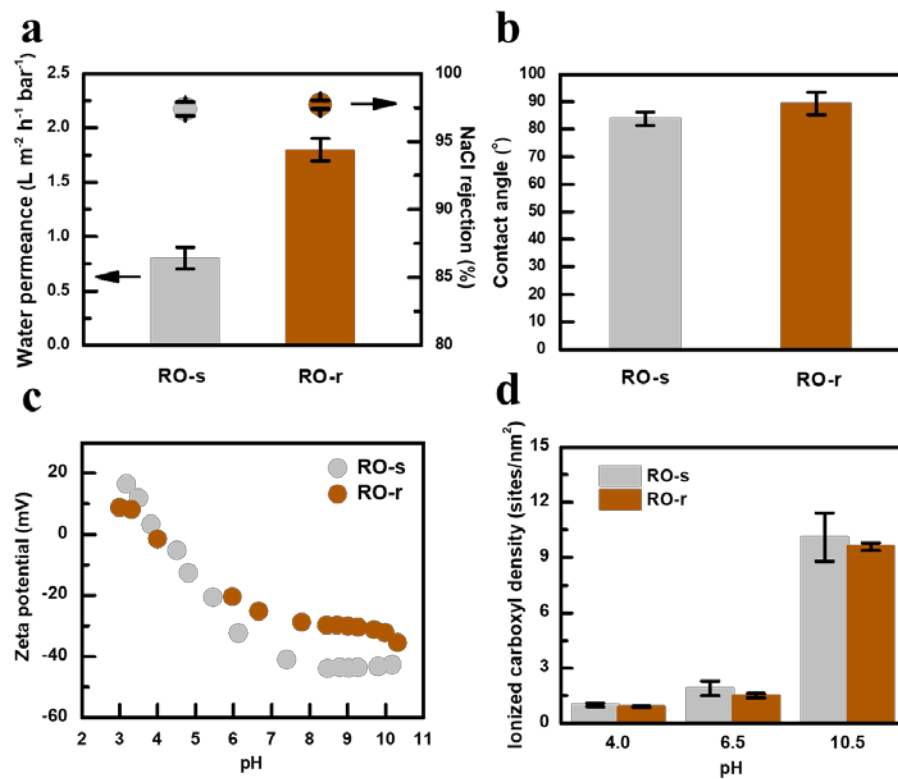 a
Water permeance (L m⁻² h⁻¹ bar⁻¹)
2.5
2.0
1.5
1.0
0.5
0.0
100
95
90
85
80
NaCl rejection
(%)
RO-s RO-r
b
Contact angle (°)
100
90
80
70
60
50
40
30
20
10
0
RO-s RO-r
c
Zeta potential (mV)
20
0
-20
-40
-60
RO-s
RO-r
2 3 4 5 6 7 8 9 10 11
pH
d
Ionized carboxyl density (sites/nm²)
15
12
9
6
3
0
RO-s
RO-r
4.0 6.5 10.5
pH